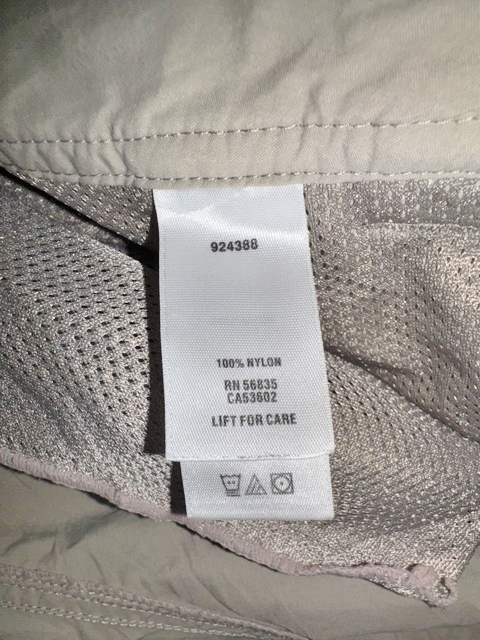 924388
100% NYLON
RN 56835
CA53602
LIFT FOR CARE